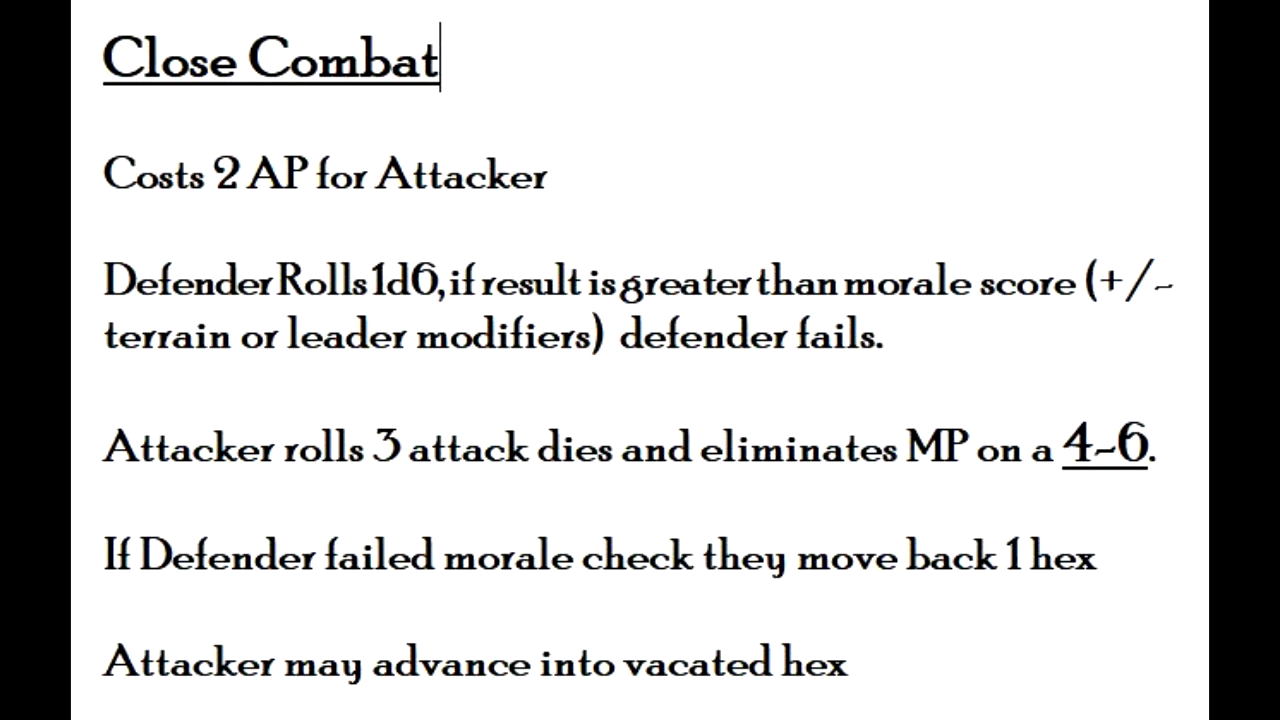 Close Combat
Costs 2 AP for Attacker
Defender Rolls 1d6, if result is greater than morale score (+/-
terrain or leader modifiers) defender fails.
Attacker rolls 3 attack dies and eliminates MP on a 4-6.
If Defender failed morale check they move back 1 hex
Attacker may advance into vacated hex